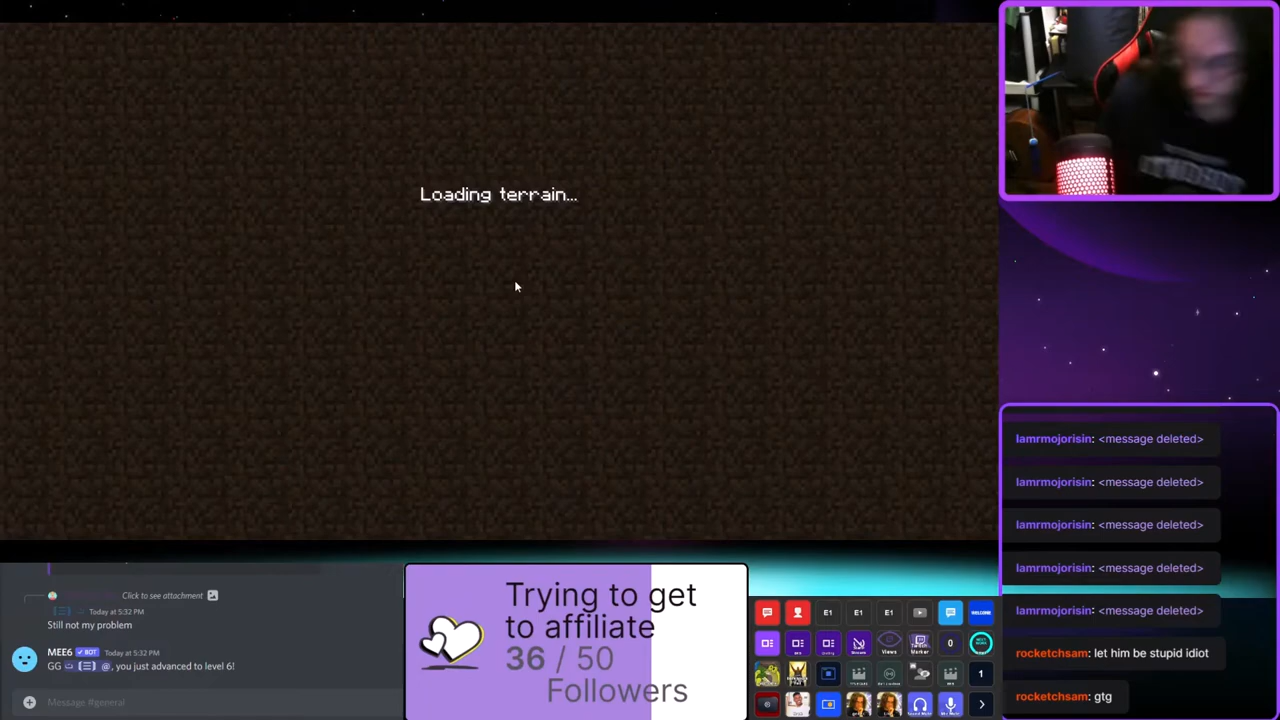 Loading terrain...
Iamrmojorisin: <message deleted>
Iamrmojorisin: <message deleted>
Iamrmojorisin: <message deleted>
Iamrmojorisin: <message deleted>
Iamrmojorisin: <message deleted>
rocketchsam: let him be stupid idiot
rocketchsam: gtg
Click to see attachment
Today at 5:32 PM
Still not my problem
MEE6 BOT Today at 5:32 PM
GG @ , you just advanced to level 6!
Message #general
Trying to get
to affiliate
36 / 50
Followers
E1 E1 E1 WELCOME
Views 0
1